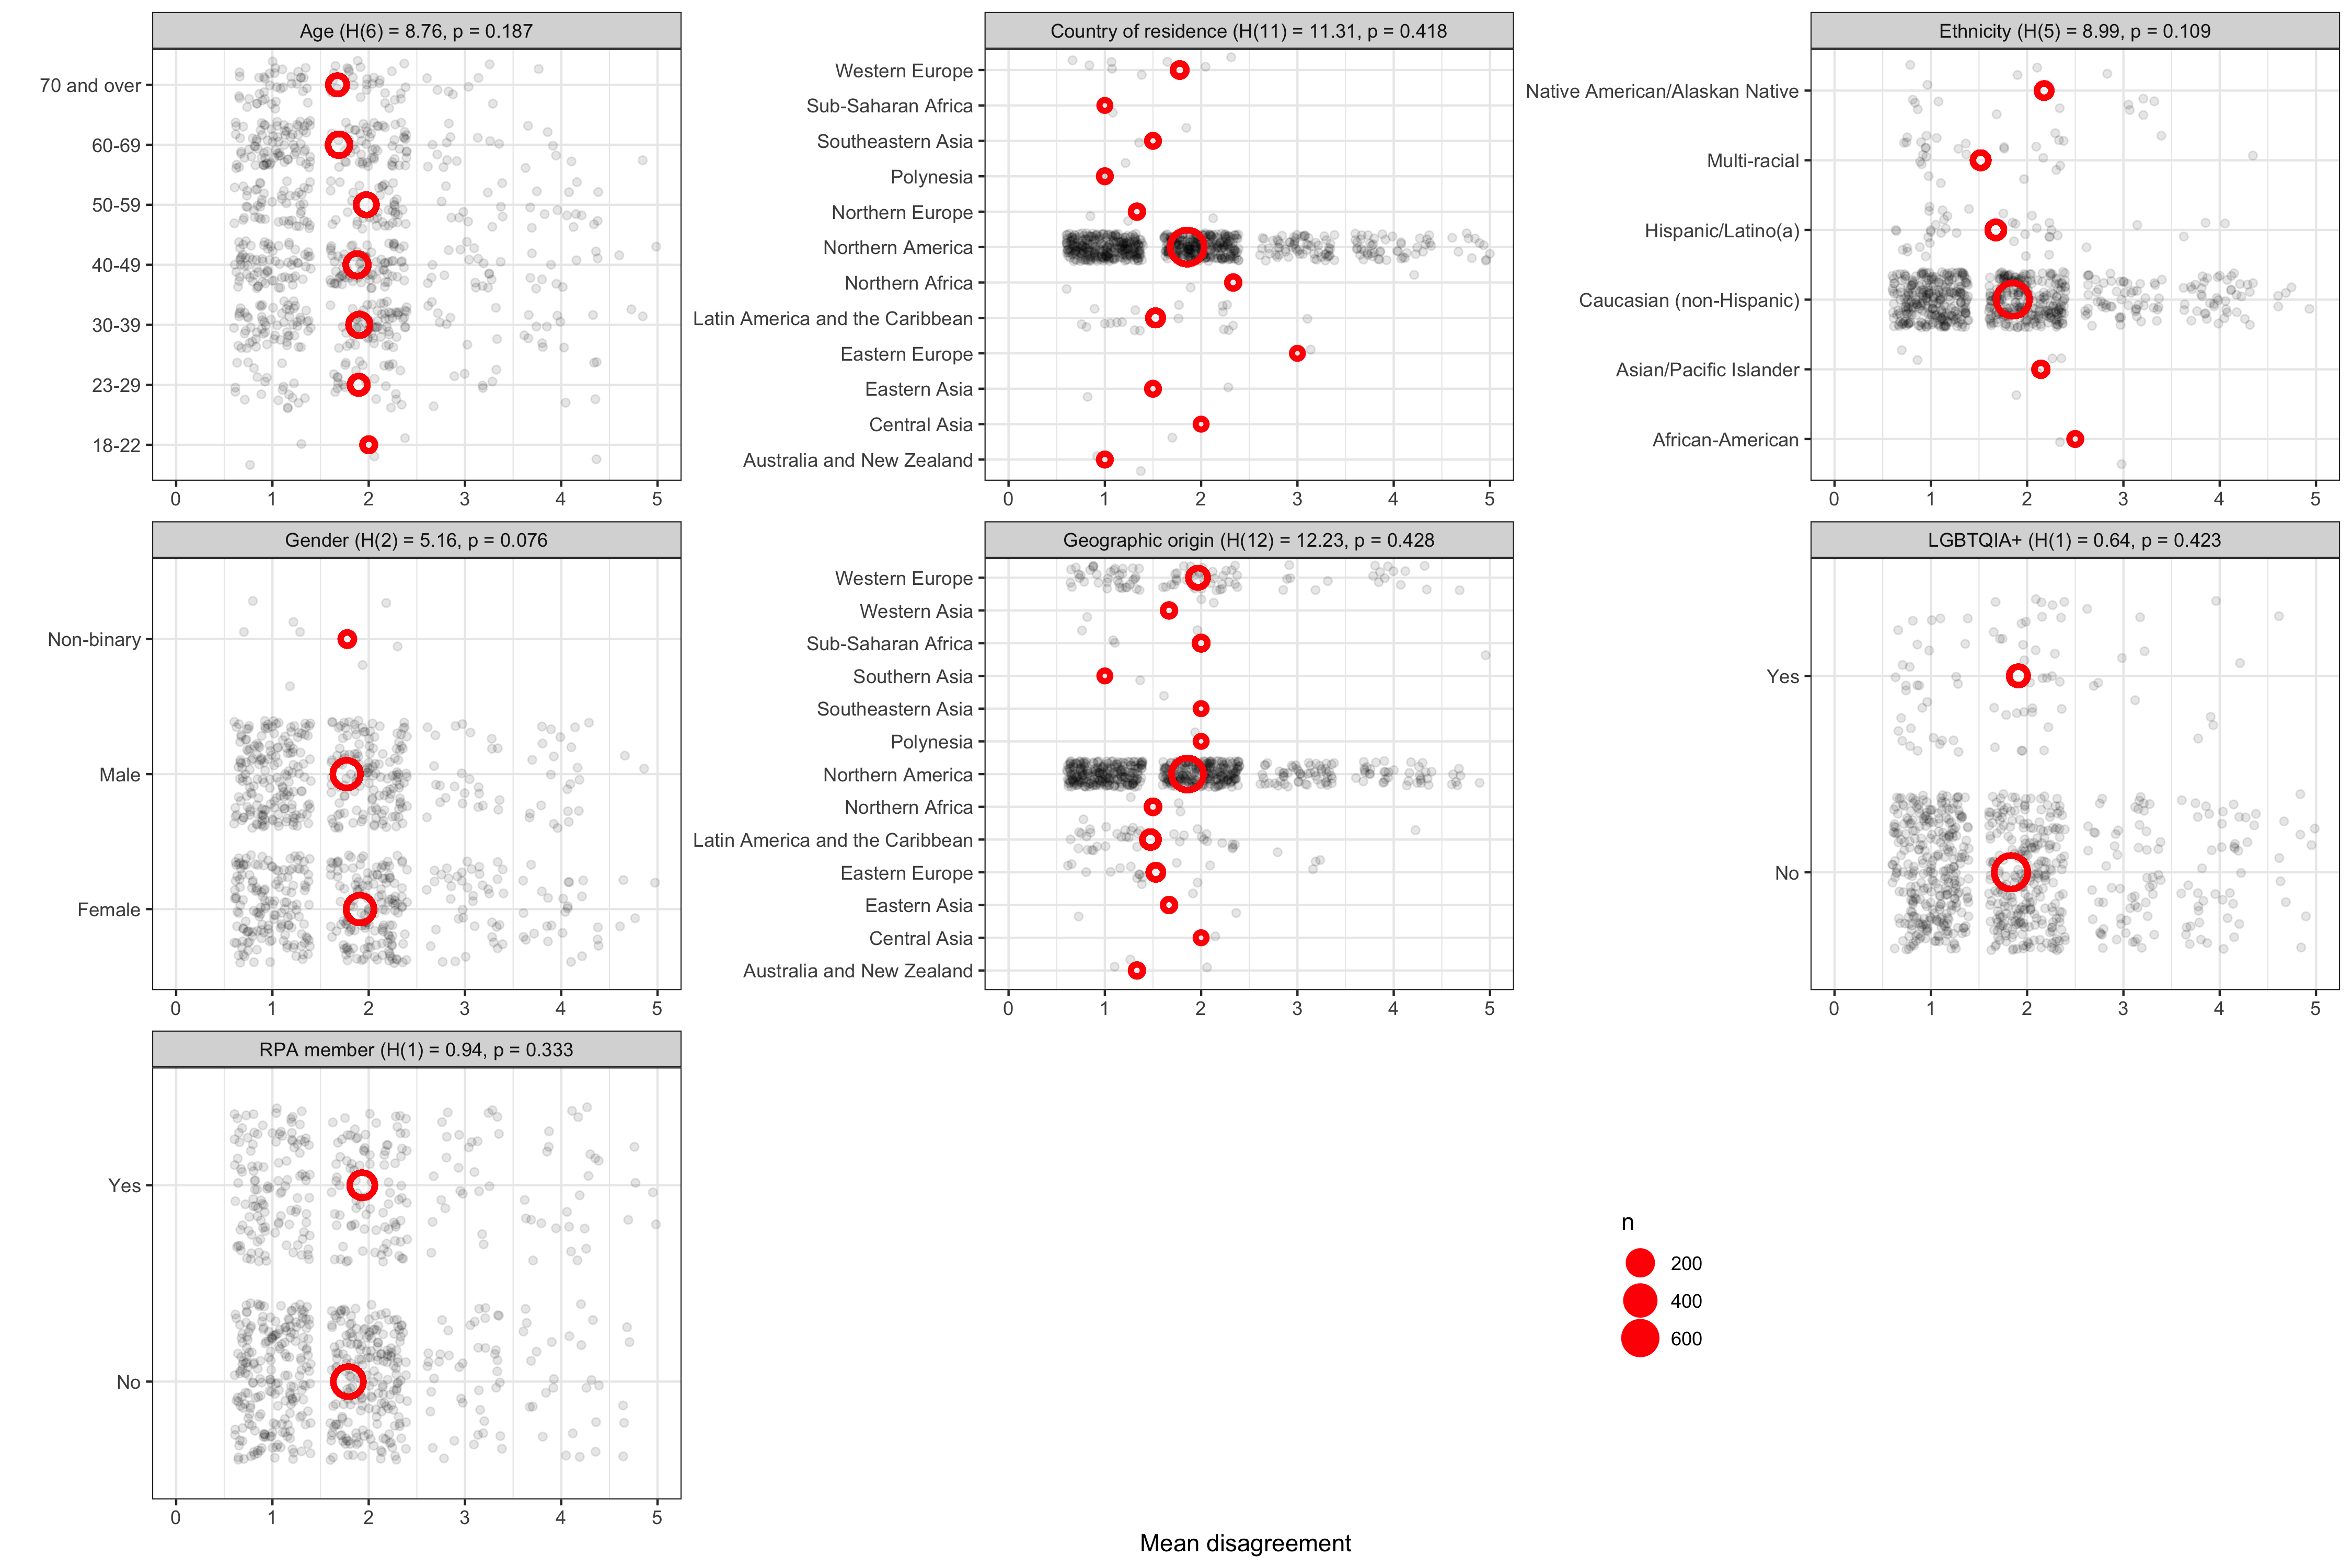 Age (H(6) = 8.76, p = 0.187
70 and over
60-69
50-59
40-49
30-39
23-29
18-22
0 1 2 3 4 5
Country of residence (H(11) = 11.31, p = 0.418
Western Europe
Sub-Saharan Africa
Southeastern Asia
Polynesia
Northern Europe
Northern America
Northern Africa
Latin America and the Caribbean
Eastern Europe
Eastern Asia
Central Asia
Australia and New Zealand
0 1 2 3 4 5
Ethnicity (H(5) = 8.99, p = 0.109
Native American/Alaskan Native
Multi-racial
Hispanic/Latino(a)
Caucasian (non-Hispanic)
Asian/Pacific Islander
African-American
0 1 2 3 4 5
Gender (H(2) = 5.16, p = 0.076
Non-binary
Male
Female
0 1 2 3 4 5
Geographic origin (H(12) = 12.23, p = 0.428
Western Europe
Western Asia
Sub-Saharan Africa
Southern Asia
Southeastern Asia
Polynesia
Northern America
Northern Africa
Latin America and the Caribbean
Eastern Europe
Eastern Asia
Central Asia
Australia and New Zealand
0 1 2 3 4 5
LGBTQIA+ (H(1) = 0.64, p = 0.423
Yes
No
0 1 2 3 4 5
RPA member (H(1) = 0.94, p = 0.333
Yes
No
0 1 2 3 4 5
n
200
400
600
Mean disagreement